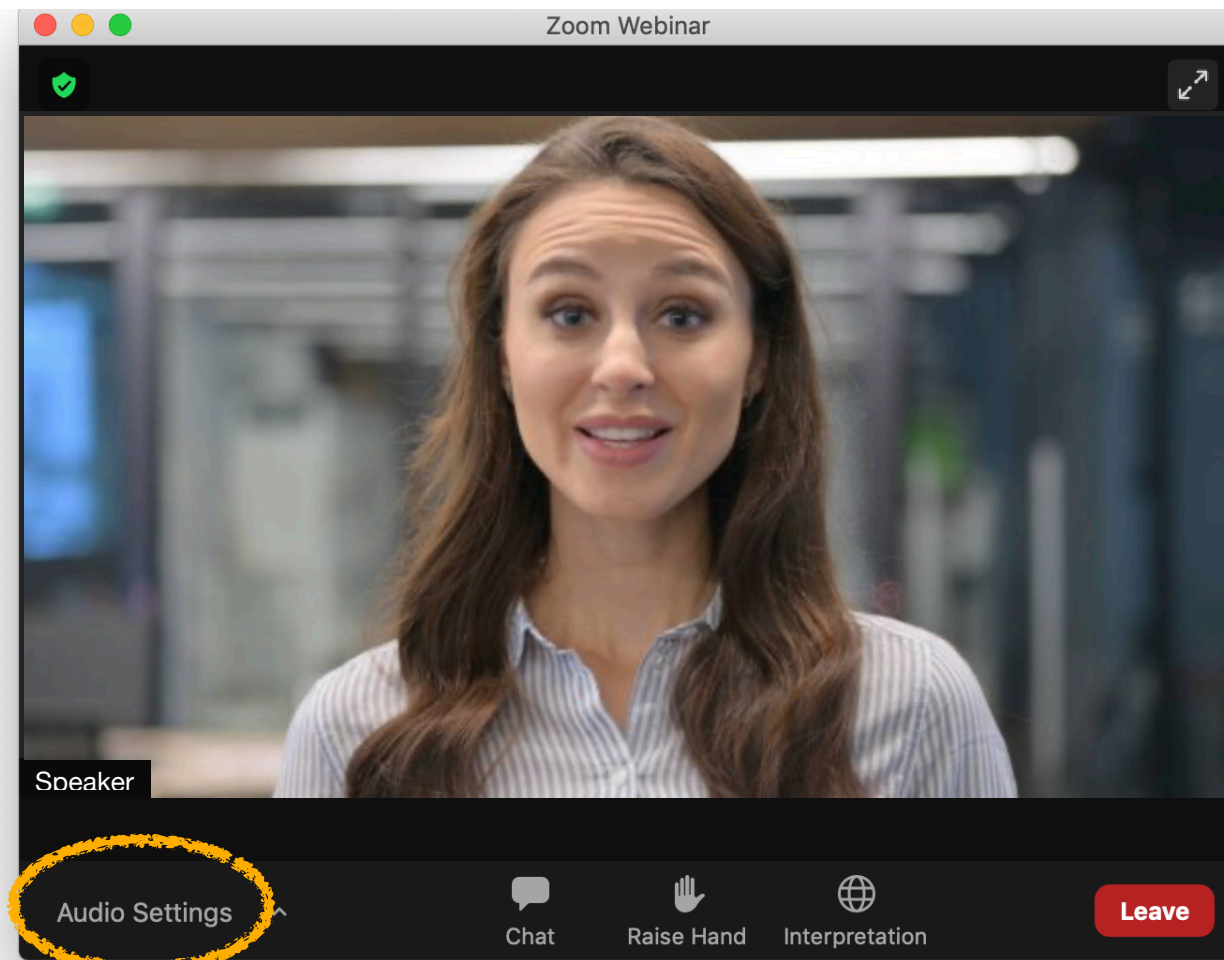 Zoom Webinar
Speaker
Audio Settings
Chat
Raise Hand
Interpretation
Leave